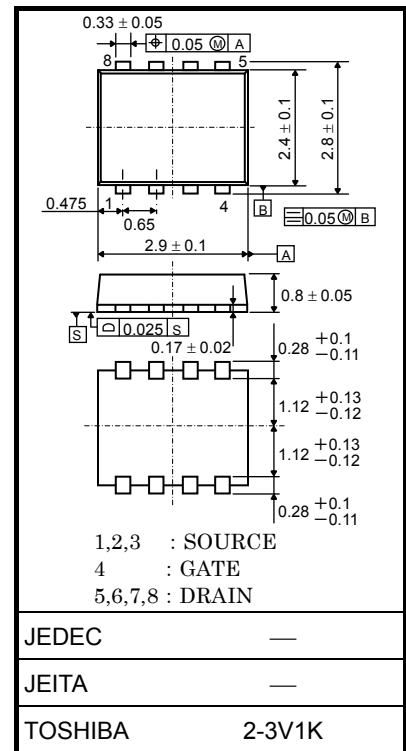 0.33 ± 0.05
⌖ 0.05 Ⓜ A
8 5
2.4 ± 0.1
2.8 ± 0.1
0.475 1 4 B
0.65
⌯ 0.05 Ⓜ B
2.9 ± 0.1
A
0.8 ± 0.05
S
⌓ 0.025 S
0.17 ± 0.02
0.28 +0.1 −0.11
1.12 +0.13 −0.12
1.12 +0.13 −0.12
0.28 +0.1 −0.11
1,2,3 : SOURCE
4 : GATE
5,6,7,8 : DRAIN
JEDEC —
JEITA —
TOSHIBA 2-3V1K